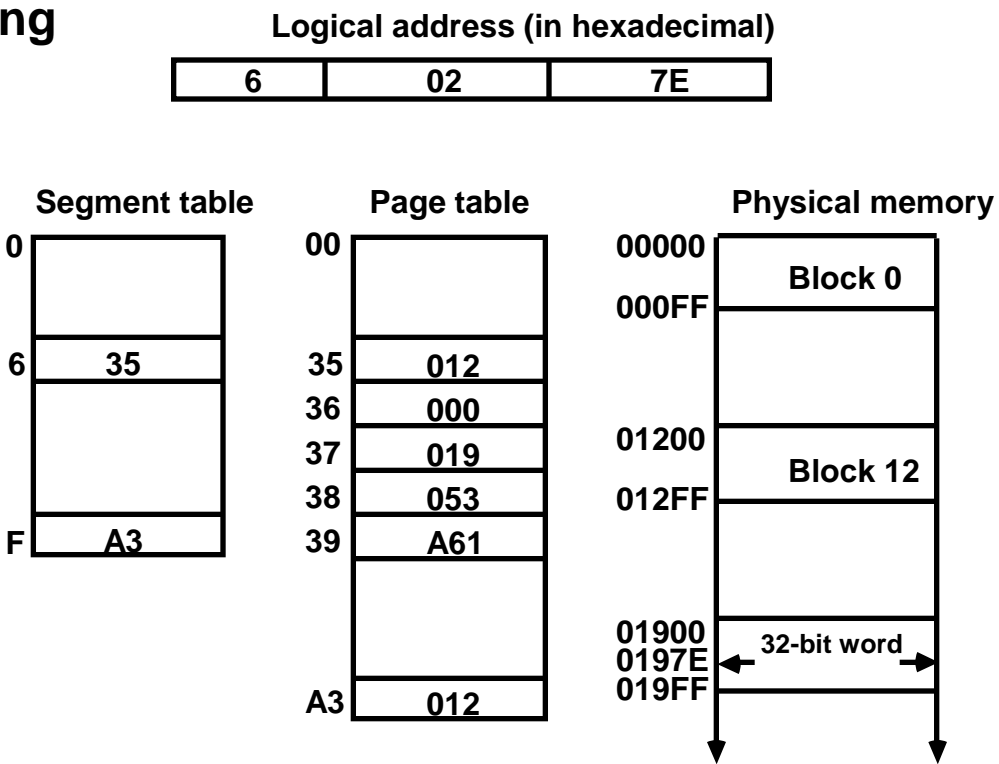 ng
Logical address (in hexadecimal)
6 02 7E
Segment table
0
6 35
F A3
Page table
00
35 012
36 000
37 019
38 053
39 A61
A3 012
Physical memory
00000
Block 0
000FF
01200
Block 12
012FF
01900
32-bit word
0197E
019FF